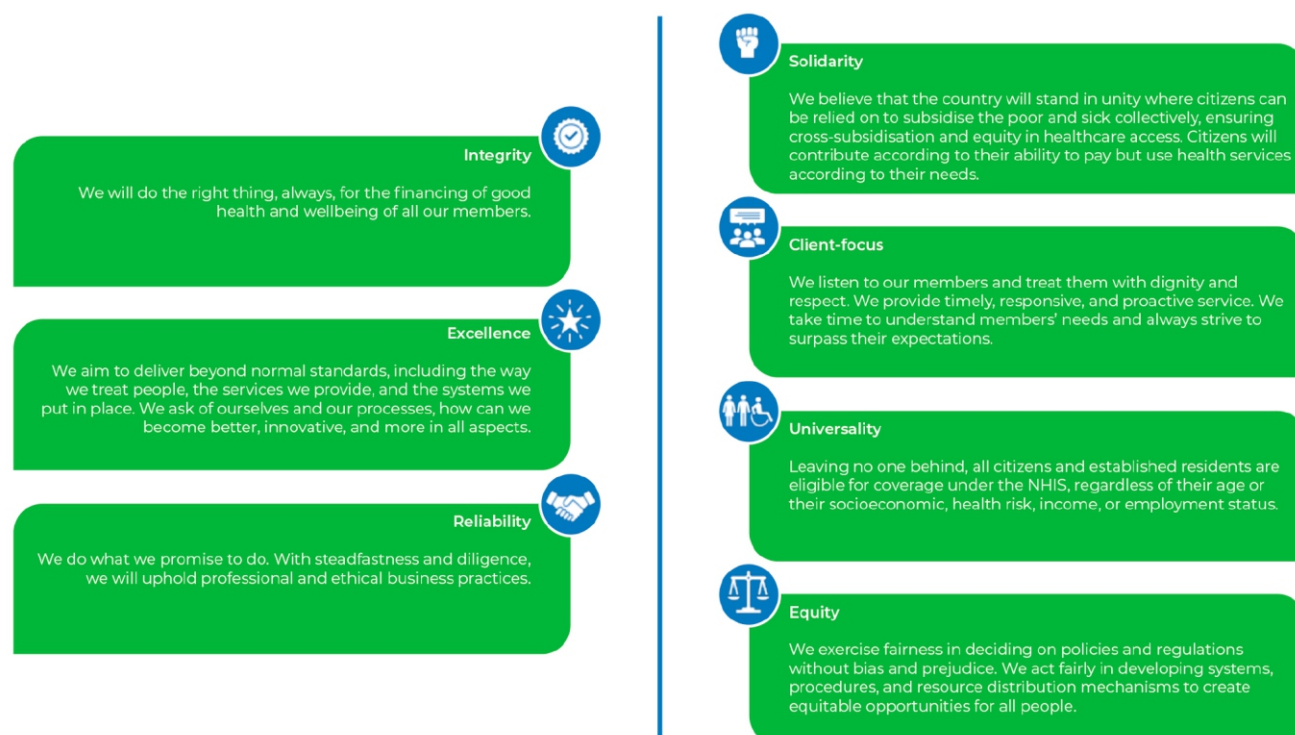 Integrity
We will do the right thing, always, for the financing of good
health and wellbeing of all our members.
Excellence
We aim to deliver beyond normal standards, including the way
we treat people, the services we provide, and the systems we
put in place. We ask of ourselves and our processes, how can we
become better, innovative, and more in all aspects.
Reliability
We do what we promise to do. With steadfastness and diligence,
we will uphold professional and ethical business practices.
Solidarity
We believe that the country will stand in unity where citizens can
be relied on to subsidise the poor and sick collectively, ensuring
cross-subsidisation and equity in healthcare access. Citizens will
contribute according to their ability to pay but use health services
according to their needs.
Client-focus
We listen to our members and treat them with dignity and
respect. We provide timely, responsive, and proactive service. We
take time to understand members' needs and always strive to
surpass their expectations.
Universality
Leaving no one behind, all citizens and established residents are
eligible for coverage under the NHIS, regardless of their age or
their socioeconomic, health risk, income, or employment status.
Equity
We exercise fairness in deciding on policies and regulations
without bias and prejudice. We act fairly in developing systems,
procedures, and resource distribution mechanisms to create
equitable opportunities for all people.